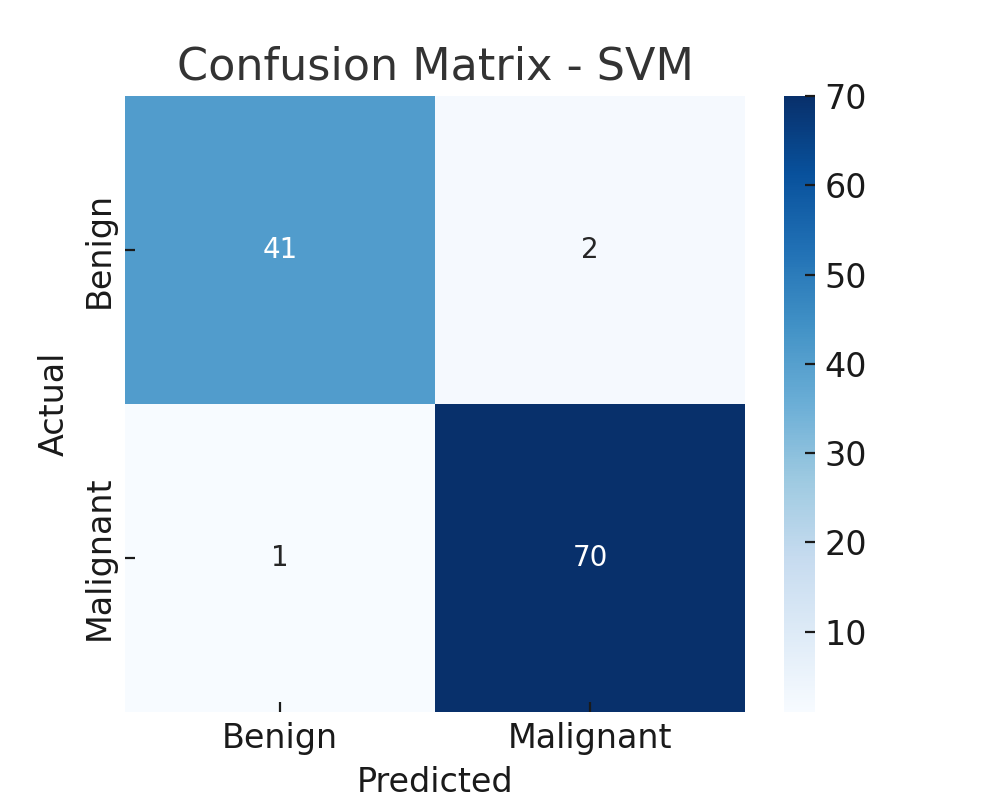 Confusion Matrix - SVM
Actual
Benign
Malignant
41
2
1
70
Benign
Malignant
Predicted
70
60
50
40
30
20
10